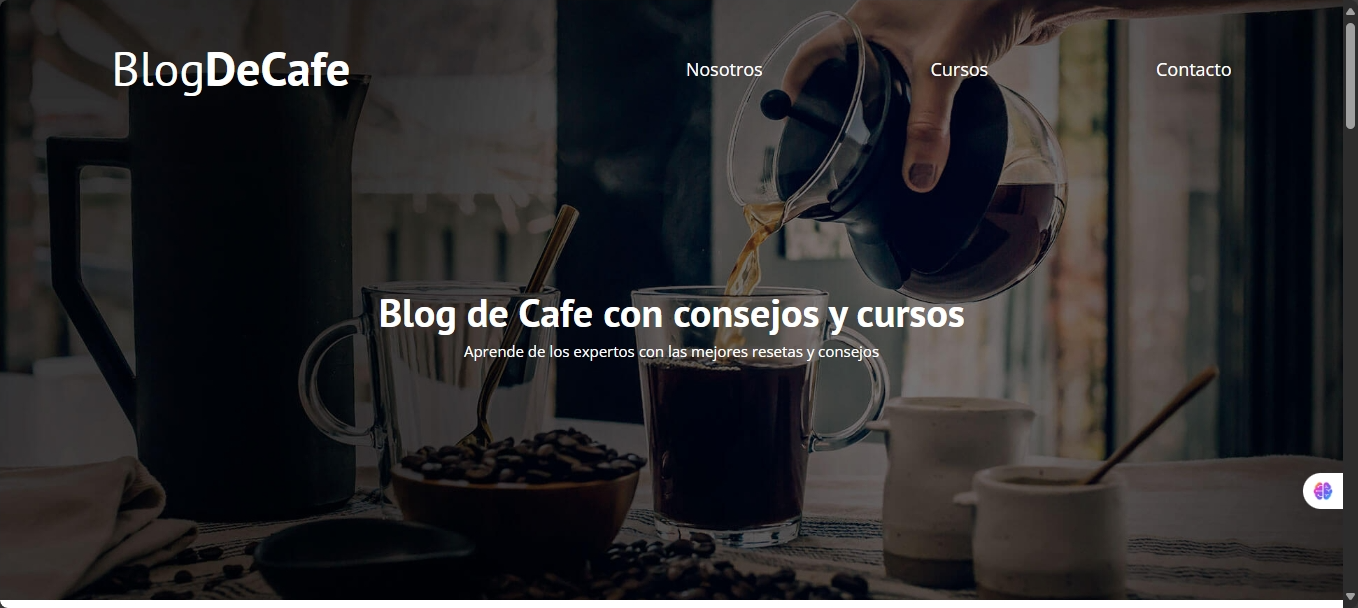 BlogDeCafe
Nosotros
Cursos
Contacto
Blog de Cafe con consejos y cursos
Aprende de los expertos con las mejores resetas y consejos